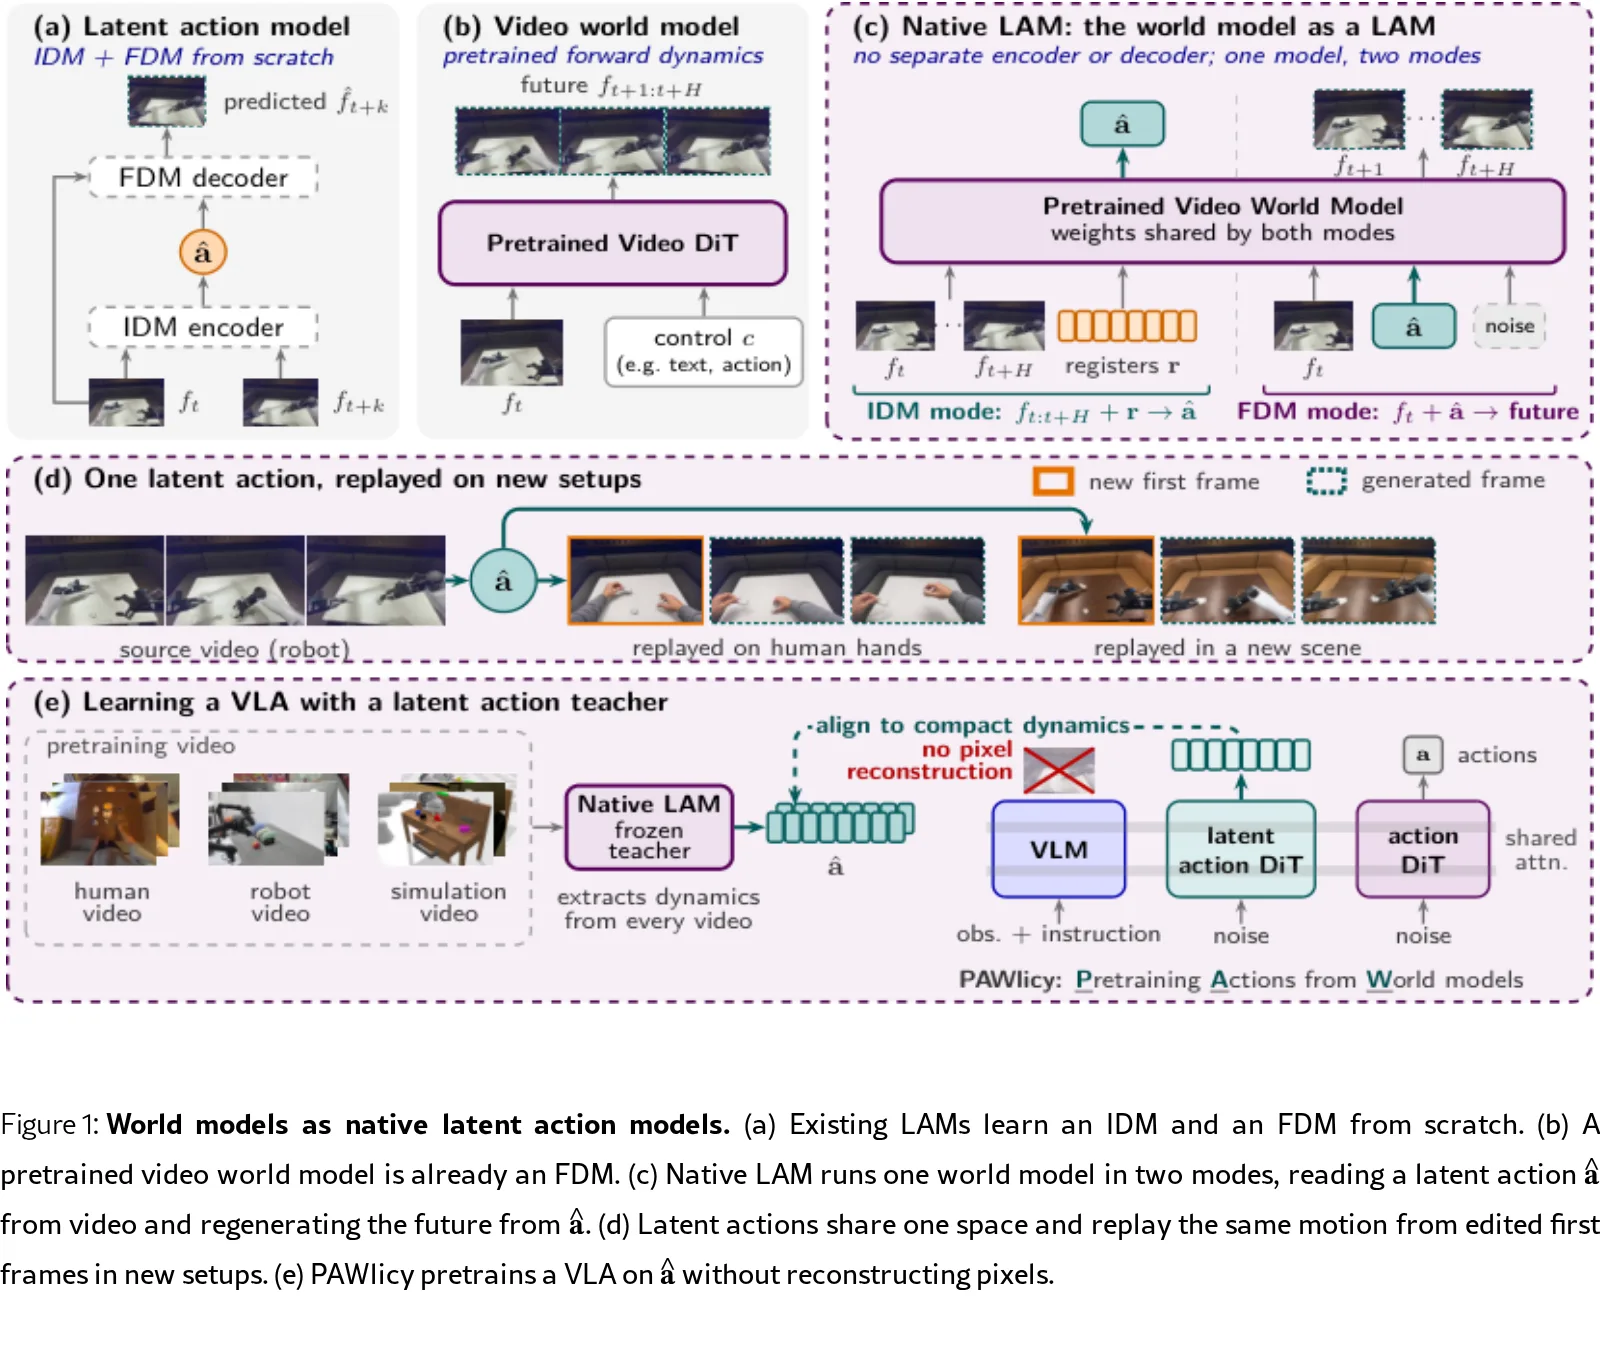 (a) Latent action model
IDM + FDM from scratch
predicted f̂t+k
FDM decoder
â
IDM encoder
ft
ft+k
(b) Video world model
pretrained forward dynamics
future ft+1:t+H
Pretrained Video DiT
control c
(e.g. text, action)
ft
(c) Native LAM: the world model as a LAM
no separate encoder or decoder; one model, two modes
â
ft+1
...
ft+H
Pretrained Video World Model
weights shared by both modes
...
ft
ft+H
registers r
â
noise
ft
IDM mode: ft:t+H + r → â
FDM mode: ft + â → future
(d) One latent action, replayed on new setups
new first frame
generated frame
â
source video (robot)
replayed on human hands
replayed in a new scene
(e) Learning a VLA with a latent action teacher
pretraining video
human
video
robot
video
simulation
video
Native LAM
frozen
teacher
extracts dynamics
from every video
align to compact dynamics
no pixel
reconstruction
â
VLM
latent
action DiT
action
DiT
a actions
shared
attn.
obs. + instruction
noise
noise
PAWlicy: Pretraining Actions from World models
Figure 1: World models as native latent action models. (a) Existing LAMs learn an IDM and an FDM from scratch. (b) A
pretrained video world model is already an FDM. (c) Native LAM runs one world model in two modes, reading a latent action â
from video and regenerating the future from â. (d) Latent actions share one space and replay the same motion from edited first
frames in new setups. (e) PAWlicy pretrains a VLA on â without reconstructing pixels.